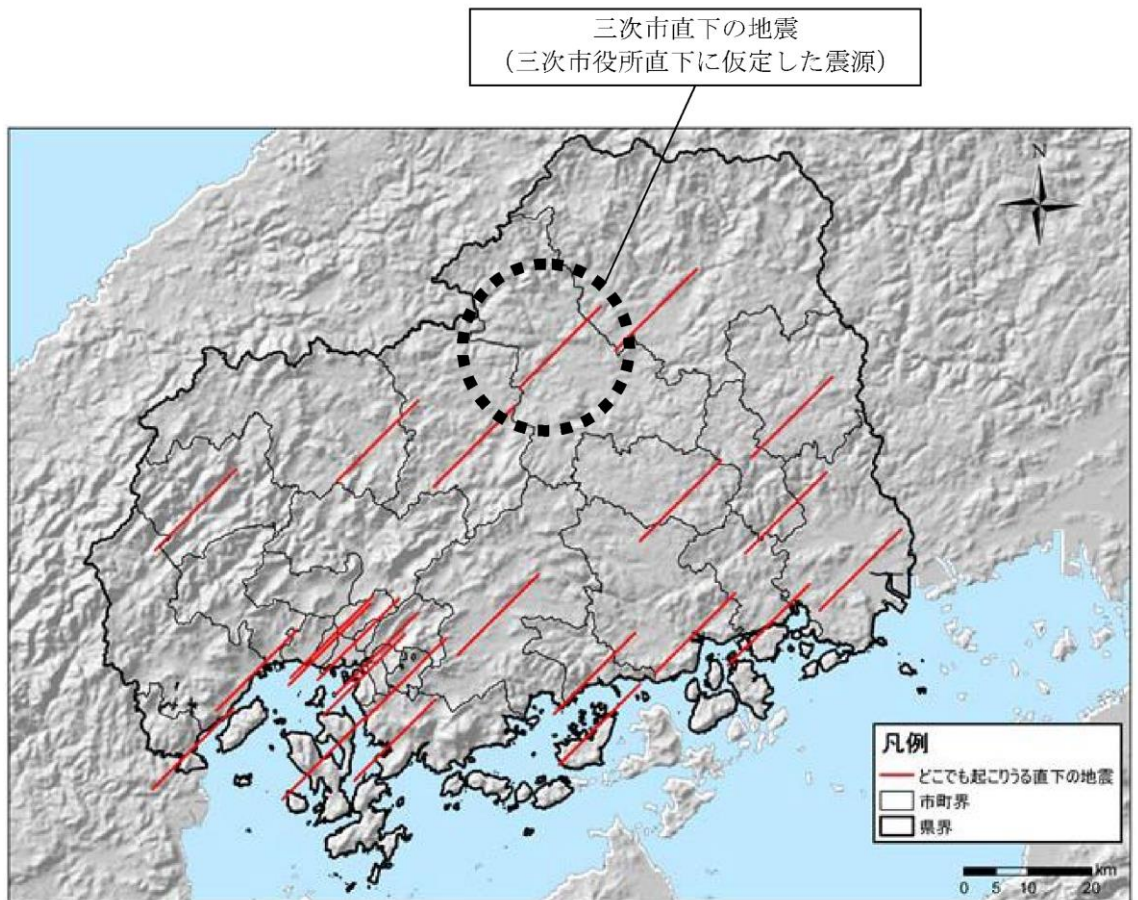 三次市直下の地震
（三次市役所直下に仮定した震源）
N
凡例
どこでも起こりうる直下の地震
市町界
県界
km
0 5 10 20